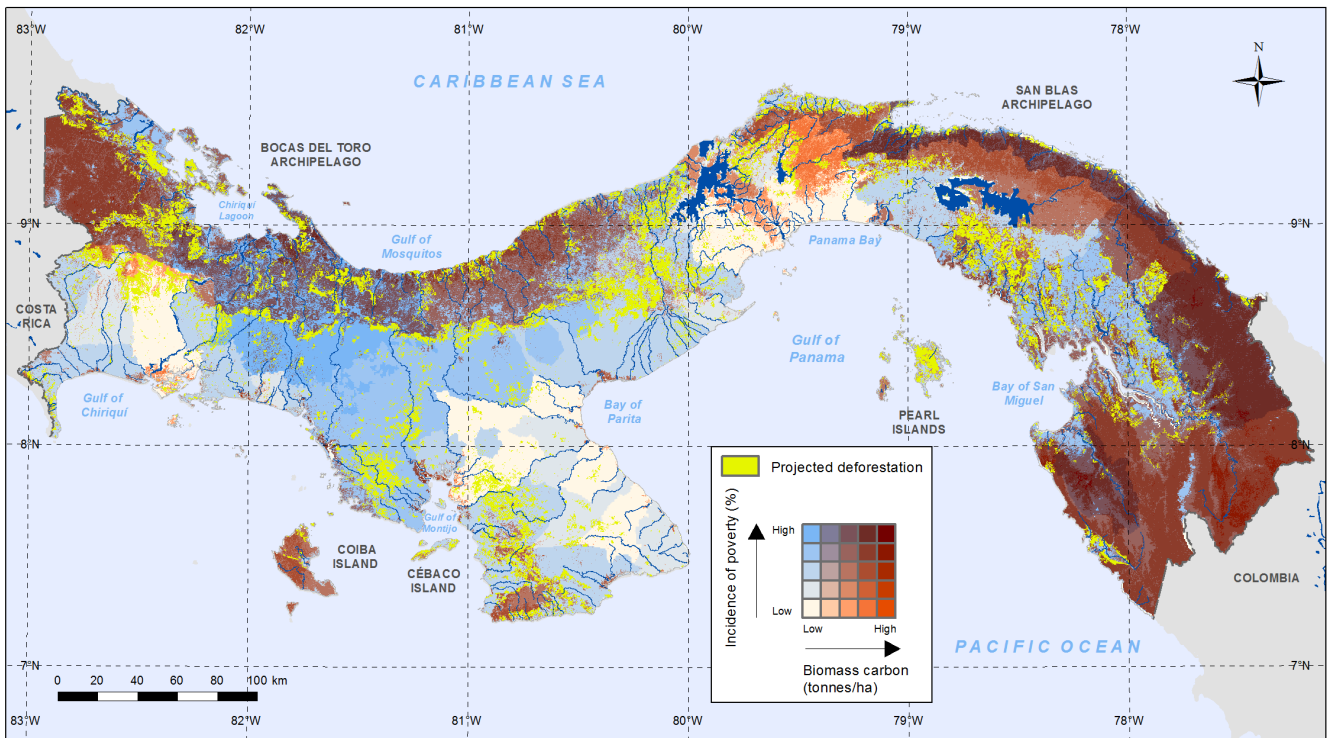 83°W
82°W
81°W
80°W
79°W
78°W
N
CARIBBEAN SEA
SAN BLAS
ARCHIPELAGO
BOCAS DEL TORO
ARCHIPELAGO
Chiriquí
Lagoon
9°N
9°N
Gulf of
Mosquitos
Panama Bay
COSTA
RICA
Gulf of
Panama
Gulf of
Chiriquí
Bay of
Parita
Bay of San
Miguel
PEARL
ISLANDS
8°N
8°N
Projected deforestation
Incidence of poverty (%)
High
Low
Low
High
Biomass carbon
(tonnes/ha)
Gulf of
Montijo
COIBA
ISLAND
CÉBACO
ISLAND
COLOMBIA
PACIFIC OCEAN
7°N
7°N
0 20 40 60 80 100 km
83°W
82°W
81°W
80°W
79°W
78°W